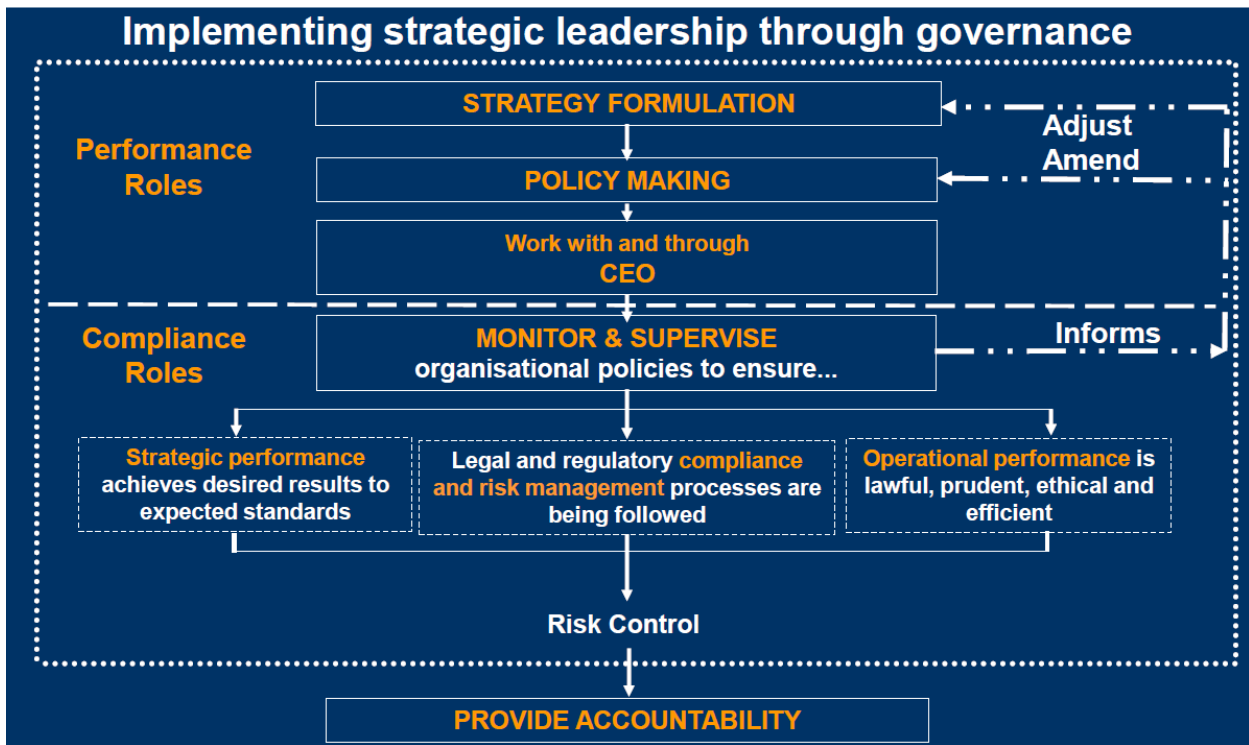 Implementing strategic leadership through governance
STRATEGY FORMULATION
Adjust
Amend
Performance
Roles
POLICY MAKING
Work with and through
CEO
Compliance
Roles
MONITOR & SUPERVISE
organisational policies to ensure...
Informs
Strategic performance
achieves desired results to
expected standards
Legal and regulatory compliance
and risk management processes are
being followed
Operational performance is
lawful, prudent, ethical and
efficient
Risk Control
PROVIDE ACCOUNTABILITY